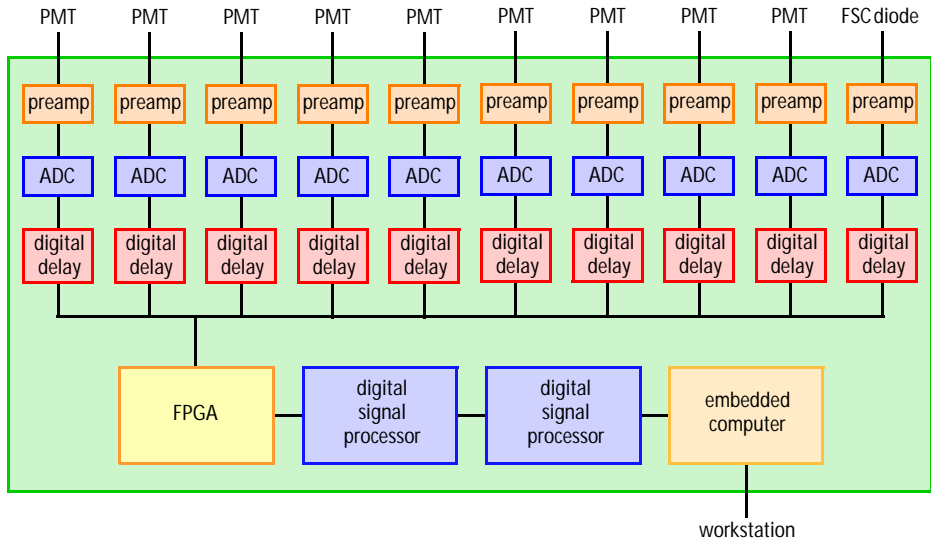 PMT PMT PMT PMT PMT PMT PMT PMT PMT FSC diode
preamp preamp preamp preamp preamp preamp preamp preamp preamp preamp
ADC ADC ADC ADC ADC ADC ADC ADC ADC ADC
digital digital digital digital digital digital digital digital digital digital
delay delay delay delay delay delay delay delay delay delay
FPGA
digital
signal
processor
digital
signal
processor
embedded
computer
workstation